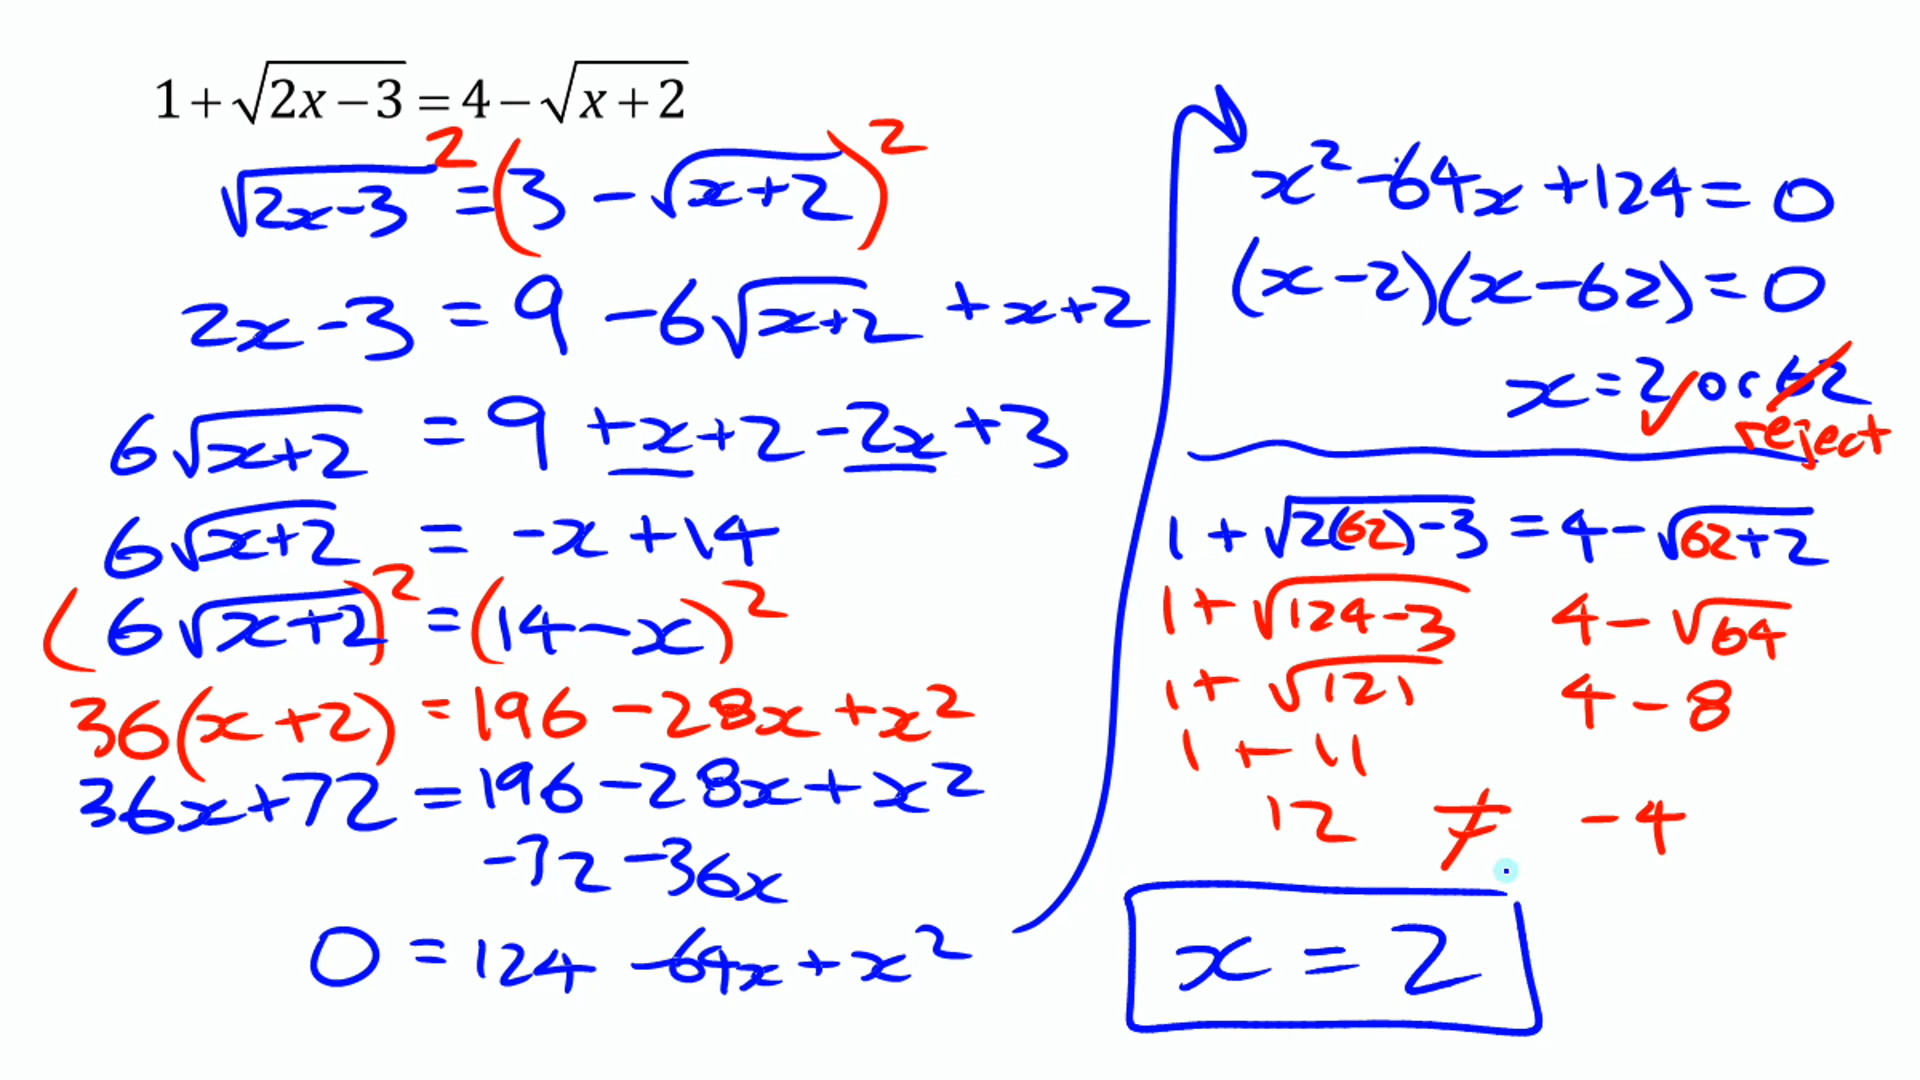 1+√(2x−3)=4−√(x+2)
√(2x−3)² = (3 − √(x+2))²
2x −3 = 9 −6√(x+2) +x+2
6√(x+2) = 9 +x+2 −2x +3
6√(x+2) = −x +14
(6√(x+2))² = (14−x)²
36(x+2) = 196 −28x +x²
36x+72 = 196 −28x + x²
−72 −36x
0 = 124 −64x + x²
x² −64x +124 = 0
(x −2)(x −62) = 0
x = 2 ✓ or 62
reject
1 + √(2(62)−3) = 4 − √(62+2)
1 + √(124−3) 4 − √64
1 + √121 4 − 8
1 + 11
12 ≠ −4
x = 2